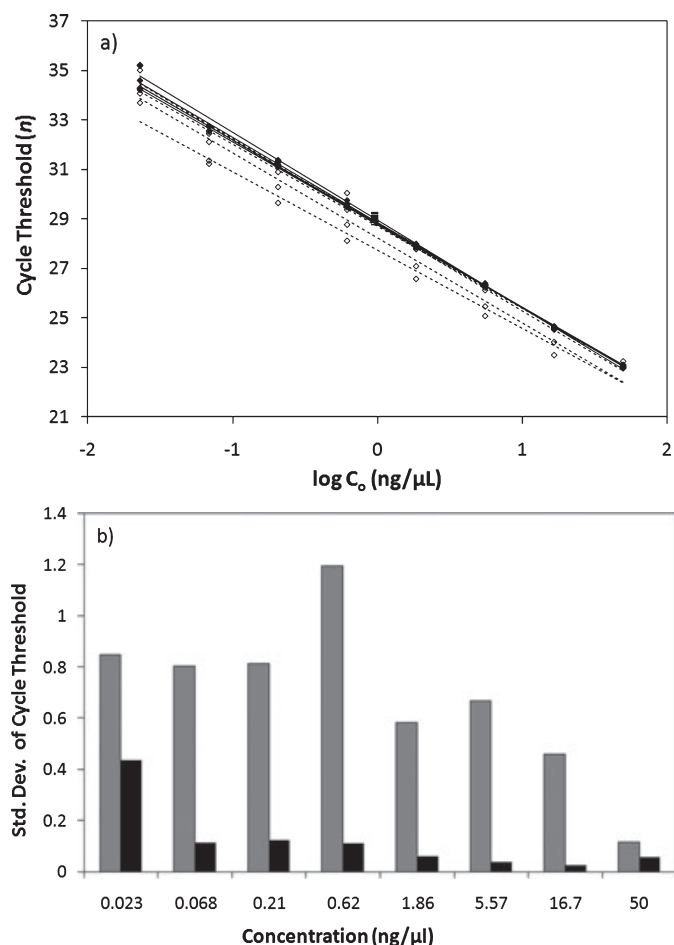 a)
35
33
31
29
27
25
23
21
Cycle Threshold (n)
-2 -1 0 1 2
log Co (ng/µL)
b)
1.4
1.2
1
0.8
0.6
0.4
0.2
0
Std. Dev. of Cycle Threshold
0.023 0.068 0.21 0.62 1.86 5.57 16.7 50
Concentration (ng/µl)